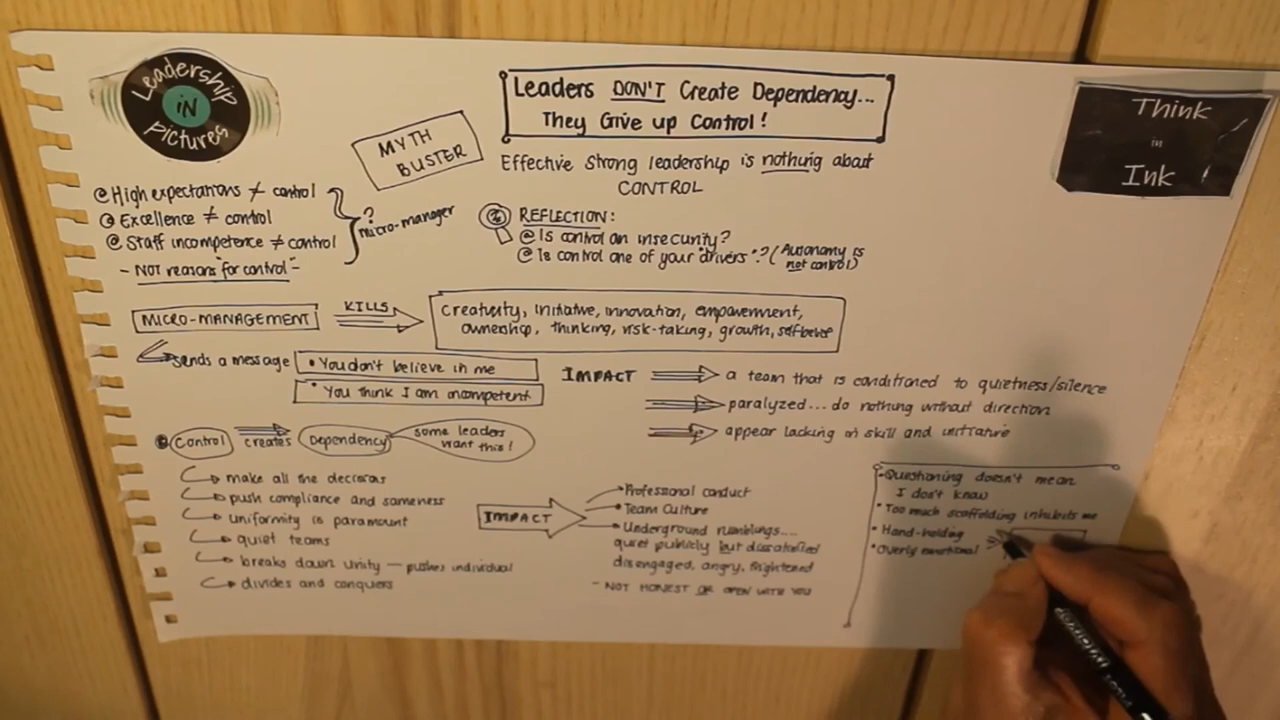 Leadership
in
pictures
Leaders DON'T Create Dependency...
They Give up Control!
Think
in
Ink
MYTH
BUSTER
Effective strong leadership is nothing about
CONTROL
High expectations ≠ control
Excellence ≠ control
Staff incompetence ≠ control
- NOT reasons "for control" -
?
micro-manager
REFLECTION:
Is control an insecurity?
Is control one of your "drivers"? (Autonomy is
not control)
MICRO-MANAGEMENT
KILLS
Creativity, initiative, innovation, empowerment,
ownership, thinking, risk-taking, growth, self-belief
sends a message
• You don't believe in me
• You think I am incompetent
IMPACT
a team that is conditioned to quietness/silence
paralyzed... do nothing without direction
appear lacking in skill and initiative
Control creates Dependency
some leaders
want this!
make all the decisions
push compliance and sameness
uniformity is paramount
quiet teams
breaks down unity — pushes individual
divides and conquers
IMPACT
Professional conduct
Team Culture
Underground rumblings....
quiet publicly but dissatisfied
disengaged, angry, frightened
- NOT HONEST OR OPEN WITH YOU
• Questioning doesn't mean
I don't know
• Too much scaffolding inhibits me
• Hand-holding
• Overly emotional
PILOT